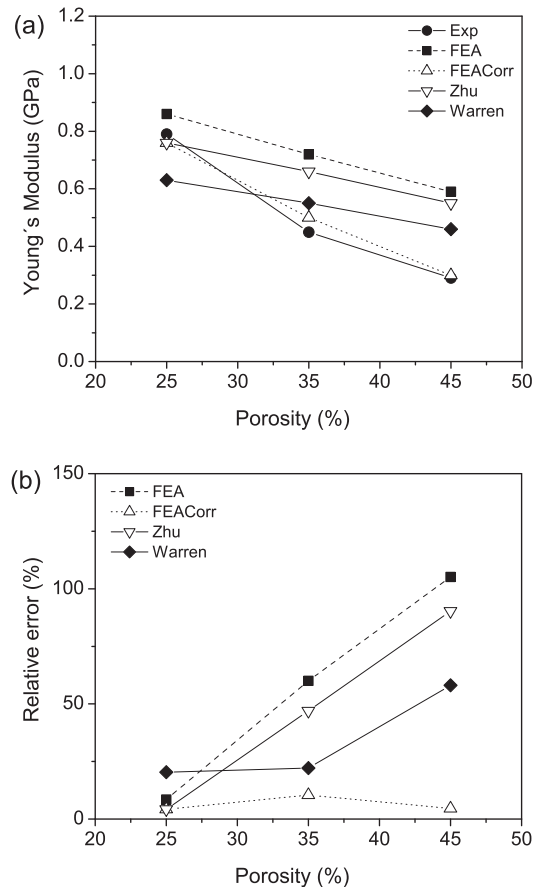 (a)
1.2
1.0
0.8
0.6
0.4
0.2
0.0
Young´s Modulus (GPa)
Exp
FEA
FEACorr
Zhu
Warren
20
25
30
35
40
45
50
Porosity (%)
(b)
150
100
50
0
Relative error (%)
FEA
FEACorr
Zhu
Warren
20
25
30
35
40
45
50
Porosity (%)